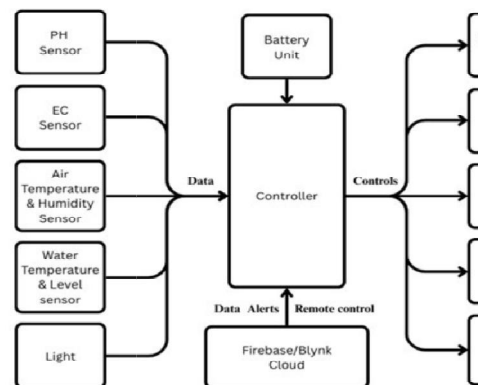 PH
Sensor
EC
Sensor
Air
Temperature
& Humidity
Sensor
Water
Temperature
& Level
sensor
Light
Data
Battery
Unit
Controller
Controls
Data Alerts
Remote control
Firebase/Blynk
Cloud